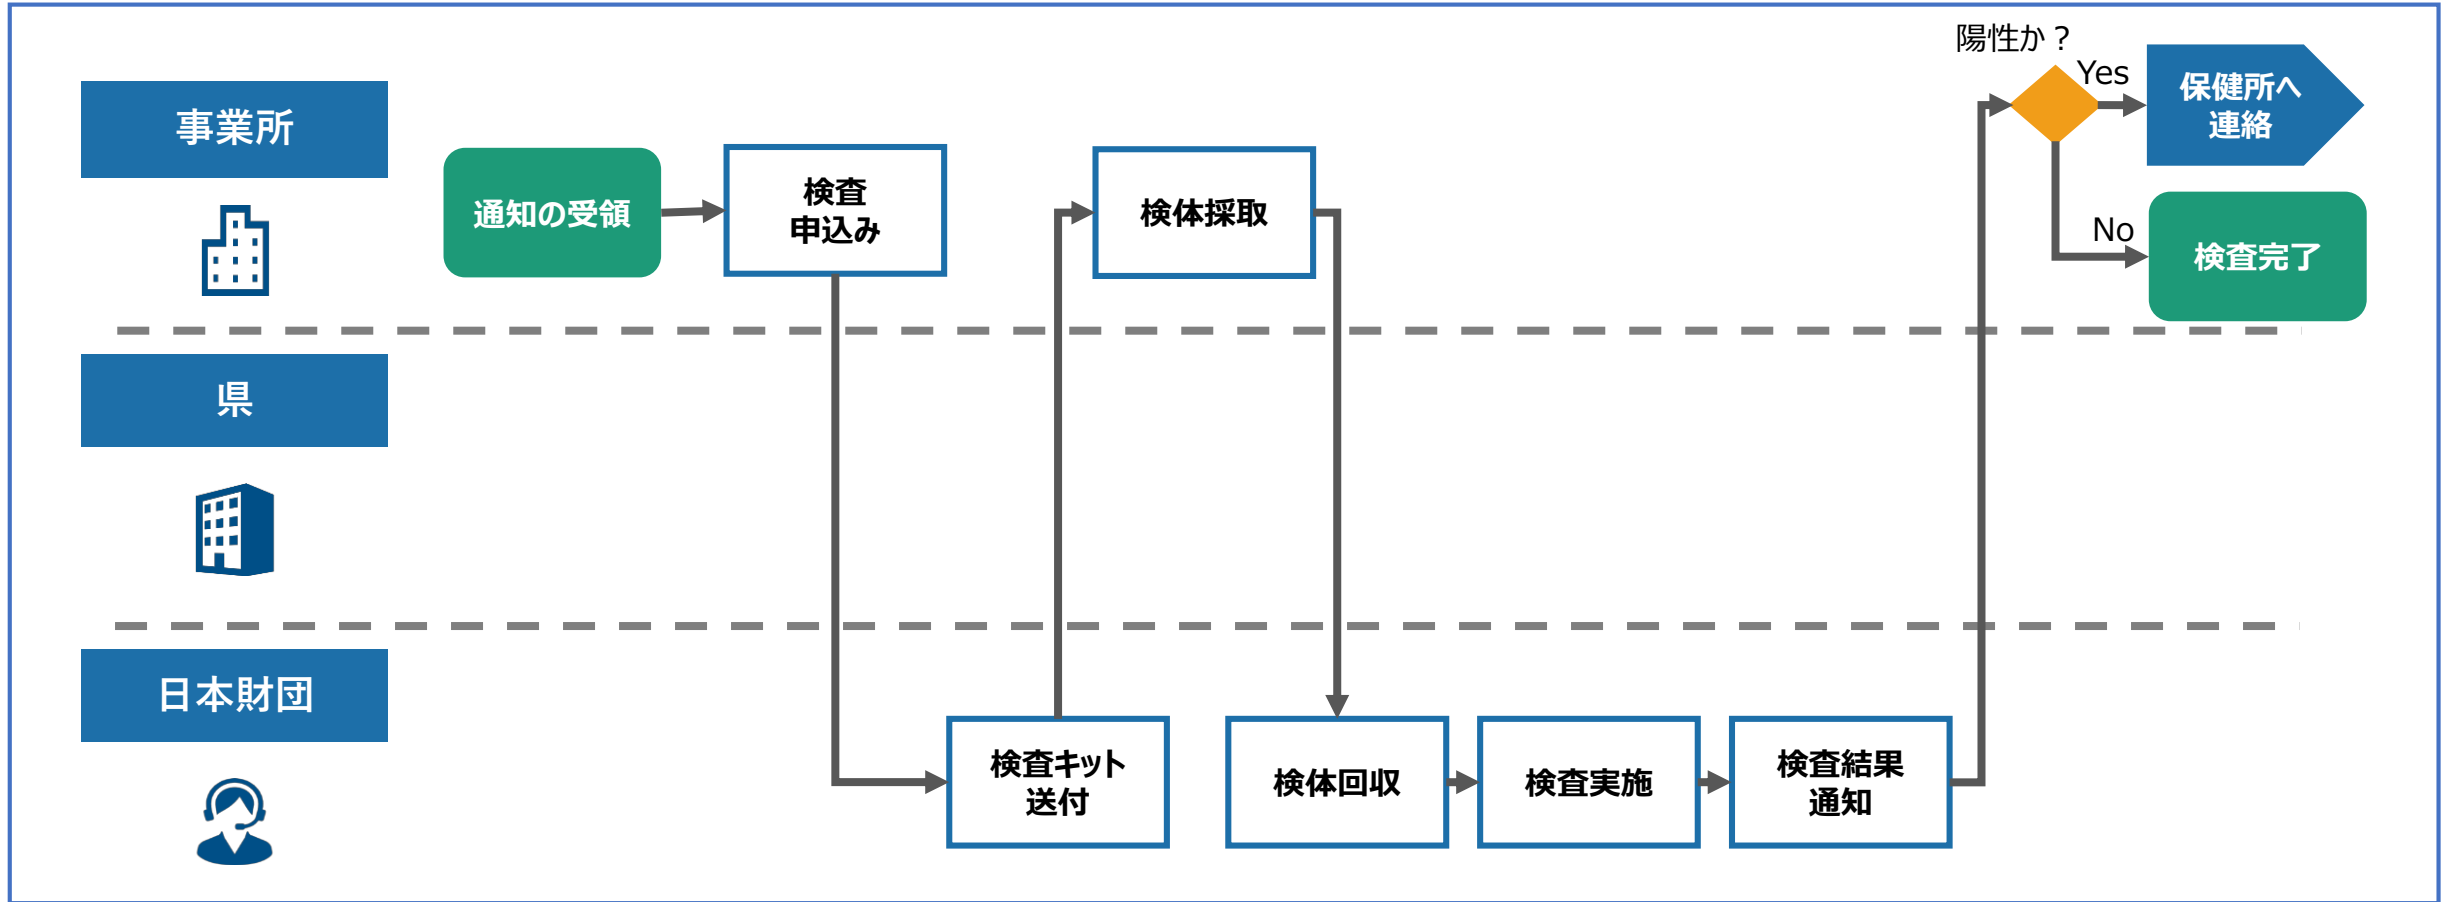 陽性か？
Yes
保健所へ
連絡
事業所
通知の受領
検査
申込み
検体採取
No
検査完了
県
日本財団
検査キット
送付
検体回収
検査実施
検査結果
通知